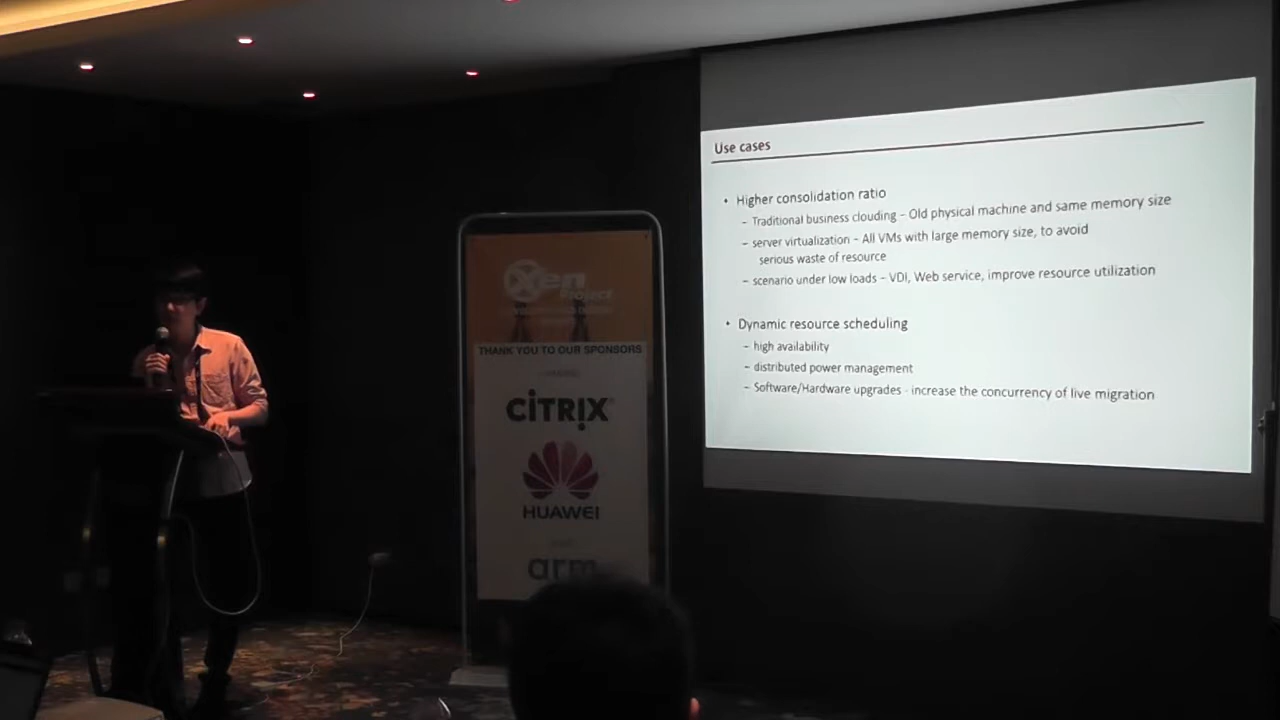 Use cases
• Higher consolidation ratio
– Traditional business clouding – Old physical machine and same memory size
– server virtualization – All VMs with large memory size, to avoid
serious waste of resource
– scenario under low loads – VDI, Web service, improve resource utilization
• Dynamic resource scheduling
– high availability
– distributed power management
– Software/Hardware upgrades - increase the concurrency of live migration
Xen
PROJECT
THANK YOU TO OUR SPONSORS
CITRIX
HUAWEI
arm